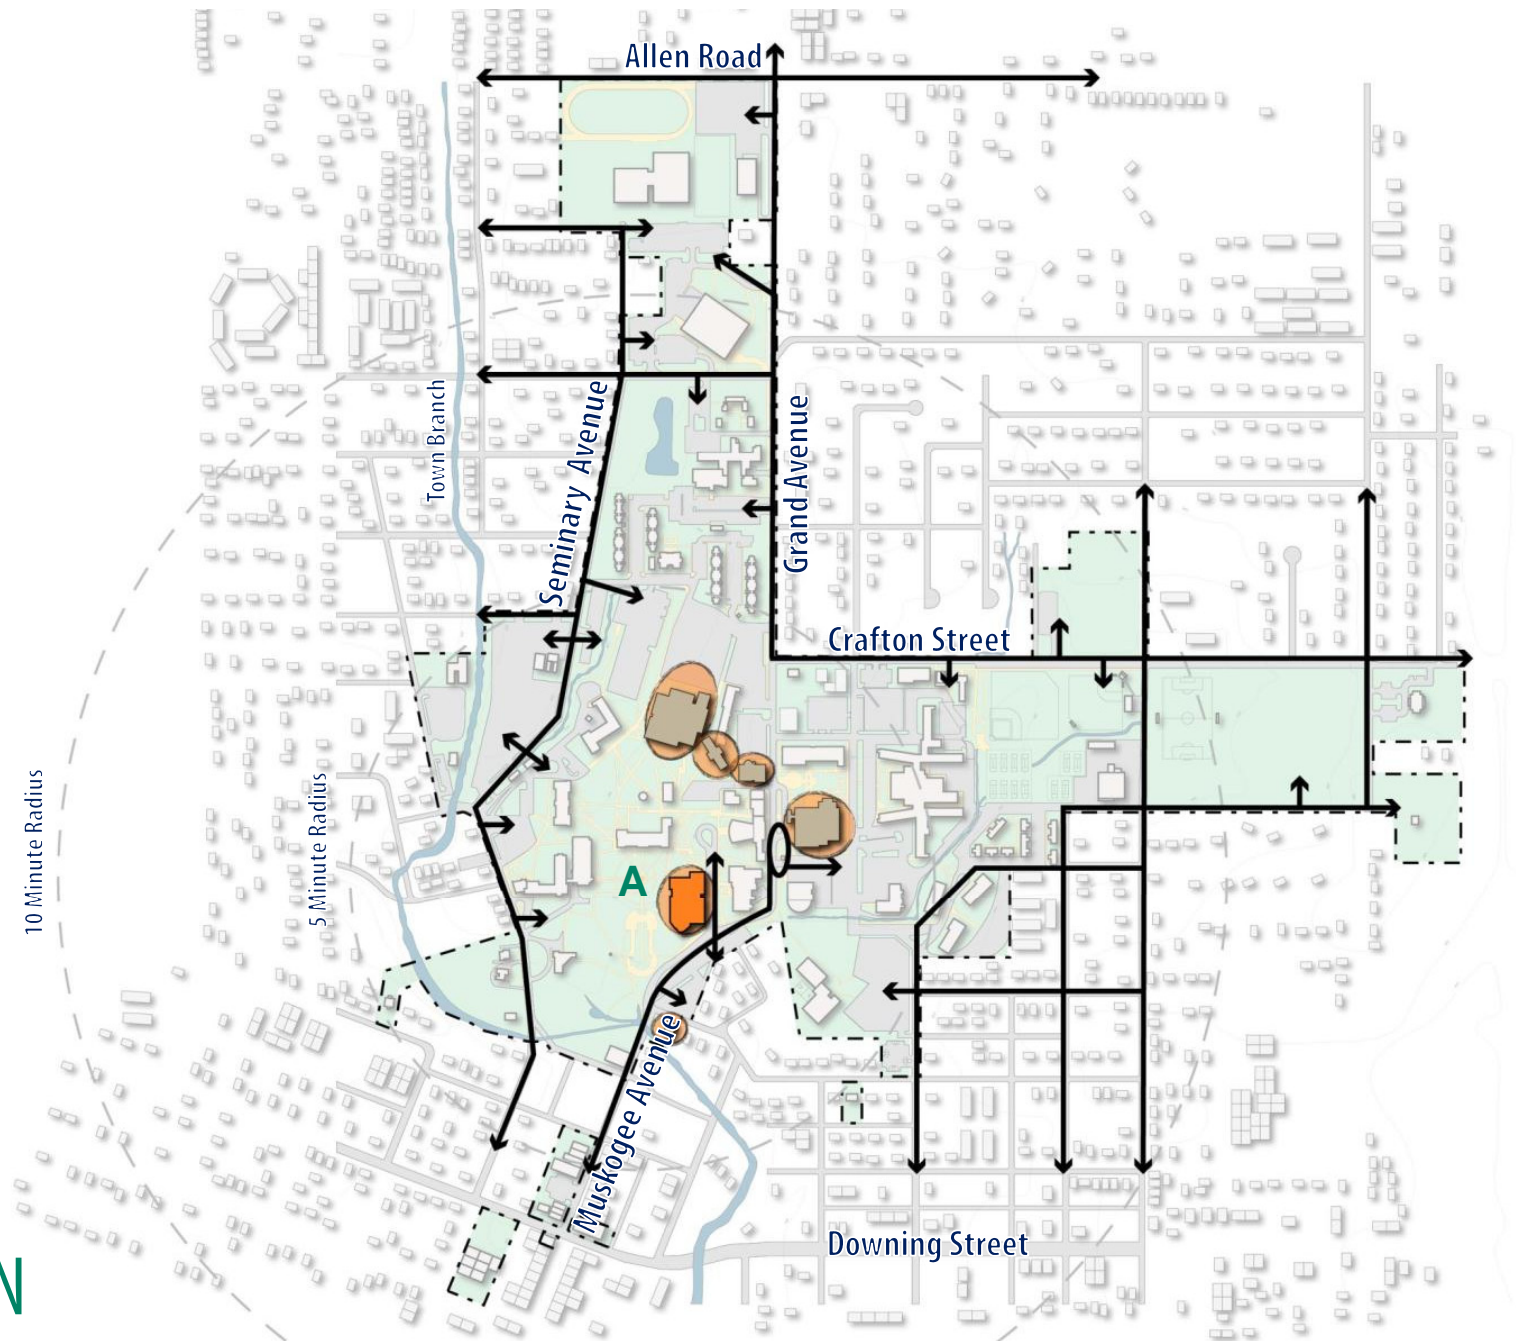 Allen Road
Town Branch
Seminary Avenue
Grand Avenue
Crafton Street
10 Minute Radius
5 Minute Radius
A
Muskogee Avenue
Downing Street
N